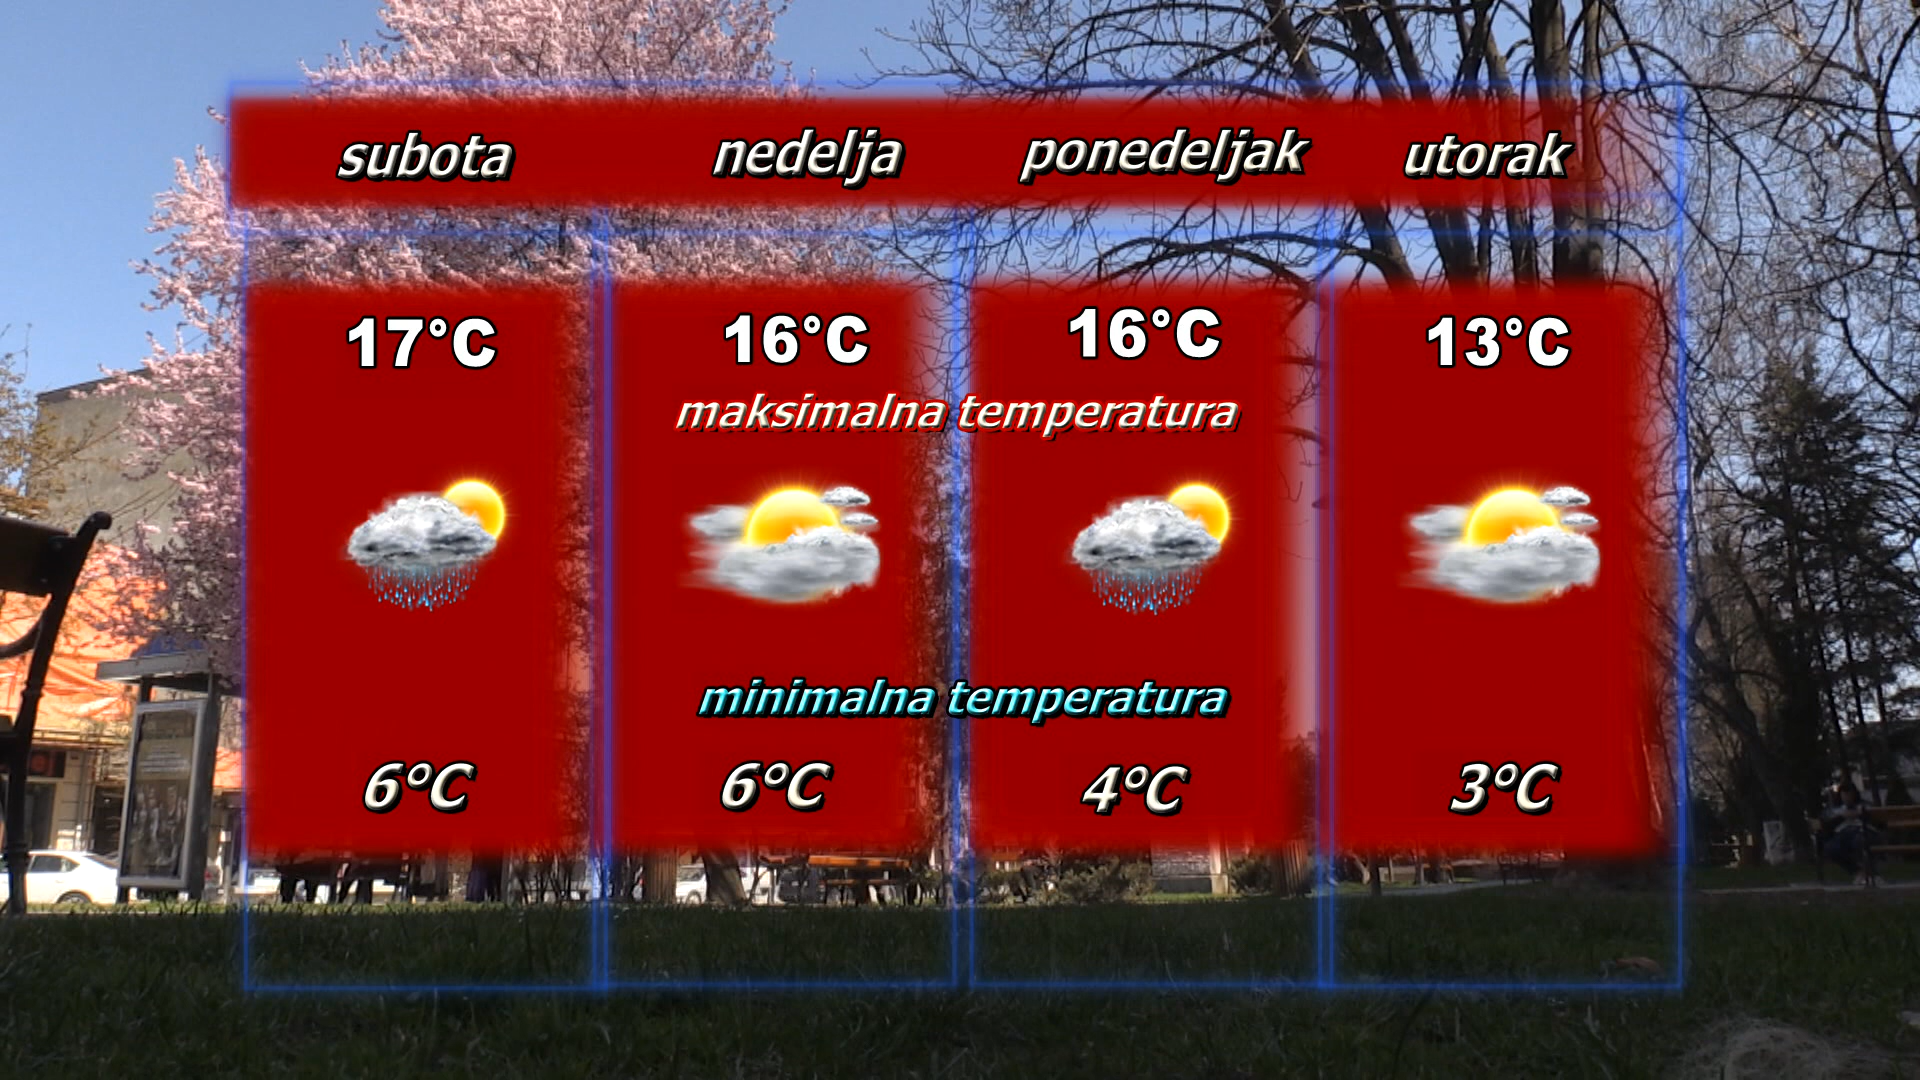 subota nedelja ponedeljak utorak
17°C 16°C 16°C 13°C
maksimalna temperatura
minimalna temperatura
6°C 6°C 4°C 3°C